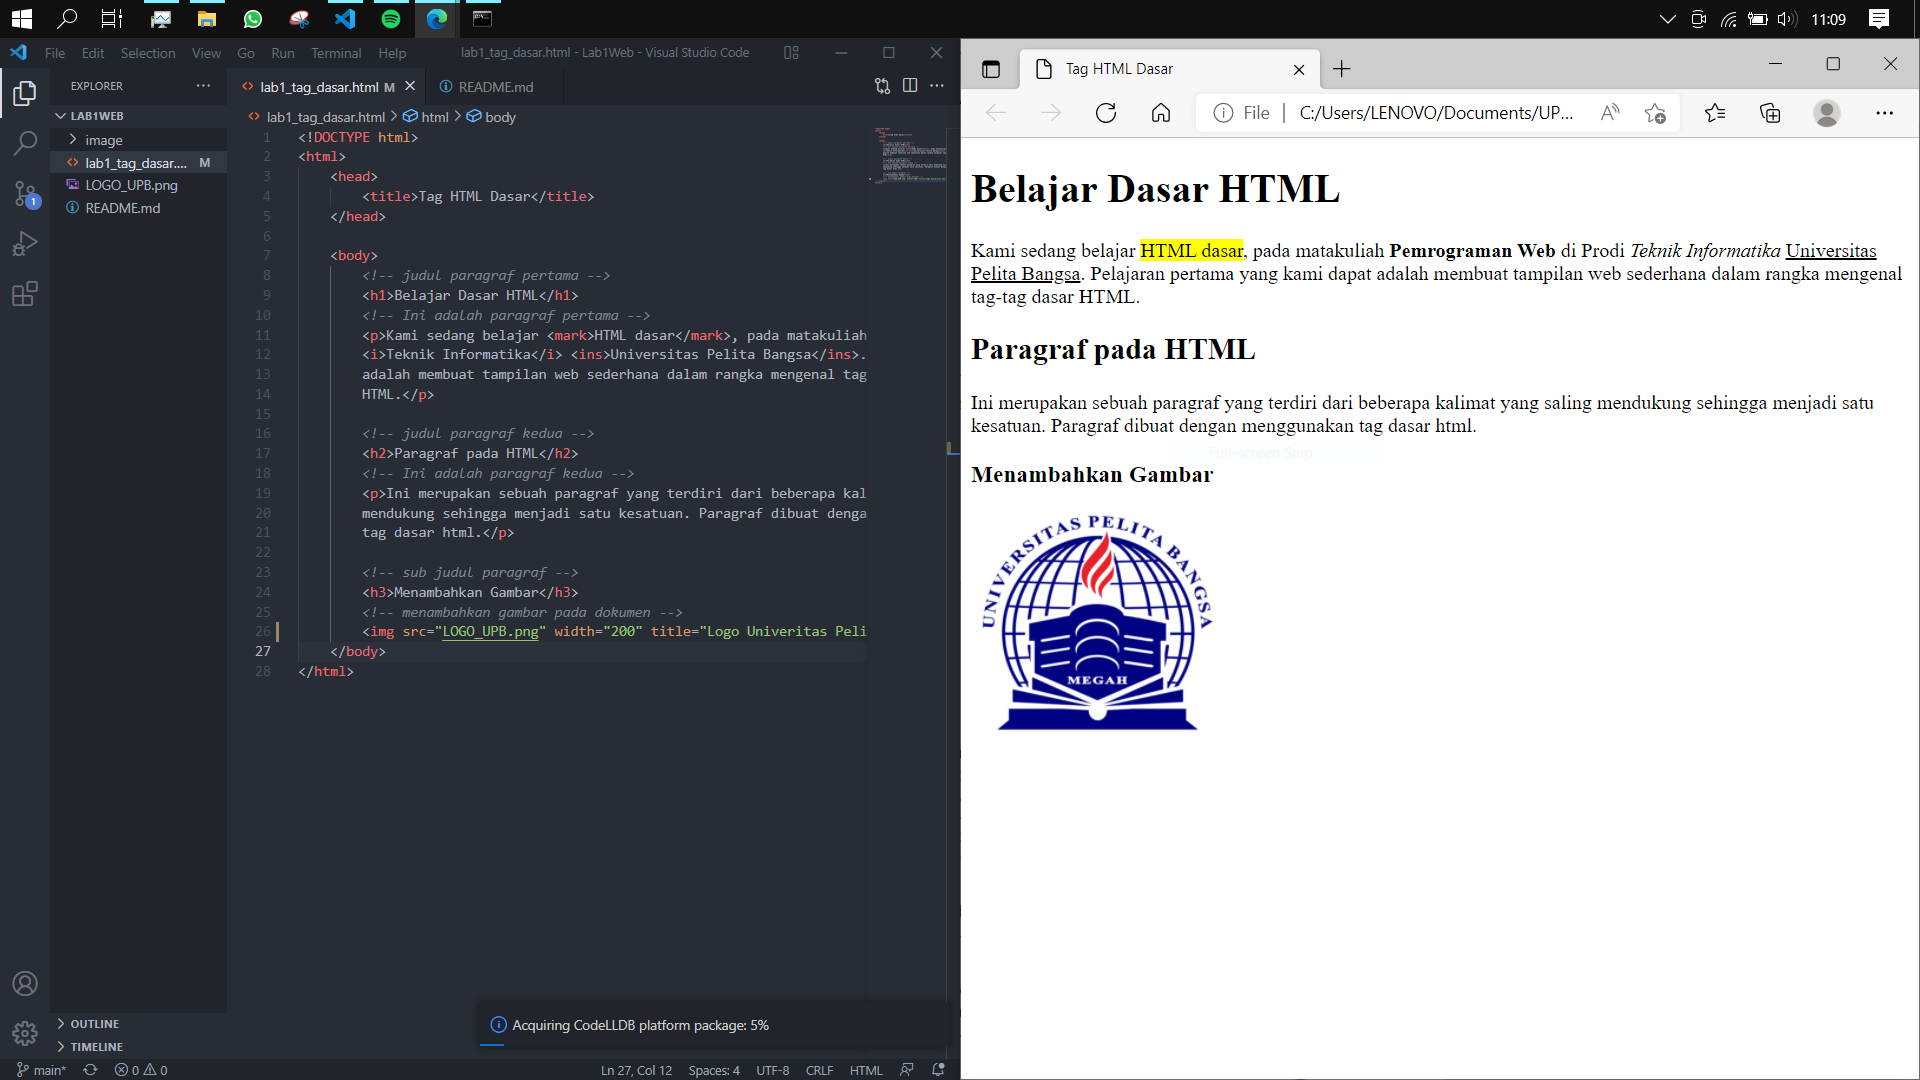 11:09
File Edit Selection View Go Run Terminal Help
lab1_tag_dasar.html - Lab1Web - Visual Studio Code
EXPLORER
LAB1WEB
image
lab1_tag_dasar.... M
LOGO_UPB.png
README.md
1
OUTLINE
TIMELINE
lab1_tag_dasar.html M
README.md
lab1_tag_dasar.html > html > body
1 <!DOCTYPE html>
2 <html>
3 <head>
4 <title>Tag HTML Dasar</title>
5 </head>
6
7 <body>
8 <!-- judul paragraf pertama -->
9 <h1>Belajar Dasar HTML</h1>
10 <!-- Ini adalah paragraf pertama -->
11 <p>Kami sedang belajar <mark>HTML dasar</mark>, pada matakuliah
12 <i>Teknik Informatika</i> <ins>Universitas Pelita Bangsa</ins>.
13 adalah membuat tampilan web sederhana dalam rangka mengenal tag
14 HTML.</p>
15
16 <!-- judul paragraf kedua -->
17 <h2>Paragraf pada HTML</h2>
18 <!-- Ini adalah paragraf kedua -->
19 <p>Ini merupakan sebuah paragraf yang terdiri dari beberapa kal
20 mendukung sehingga menjadi satu kesatuan. Paragraf dibuat denga
21 tag dasar html.</p>
22
23 <!-- sub judul paragraf -->
24 <h3>Menambahkan Gambar</h3>
25 <!-- menambahkan gambar pada dokumen -->
26 <img src="LOGO_UPB.png" width="200" title="Logo Univeritas Peli
27 </body>
28 </html>
Acquiring CodeLLDB platform package: 5%
main* 0 0
Ln 27, Col 12 Spaces: 4 UTF-8 CRLF HTML
Tag HTML Dasar
File C:/Users/LENOVO/Documents/UP...
Belajar Dasar HTML
Kami sedang belajar HTML dasar, pada matakuliah Pemrograman Web di Prodi Teknik Informatika Universitas
Pelita Bangsa. Pelajaran pertama yang kami dapat adalah membuat tampilan web sederhana dalam rangka mengenal
tag-tag dasar HTML.
Paragraf pada HTML
Ini merupakan sebuah paragraf yang terdiri dari beberapa kalimat yang saling mendukung sehingga menjadi satu
kesatuan. Paragraf dibuat dengan menggunakan tag dasar html.
Full-screen Snip
Menambahkan Gambar
UNIVERSITAS PELITA BANGSA
MEGAH